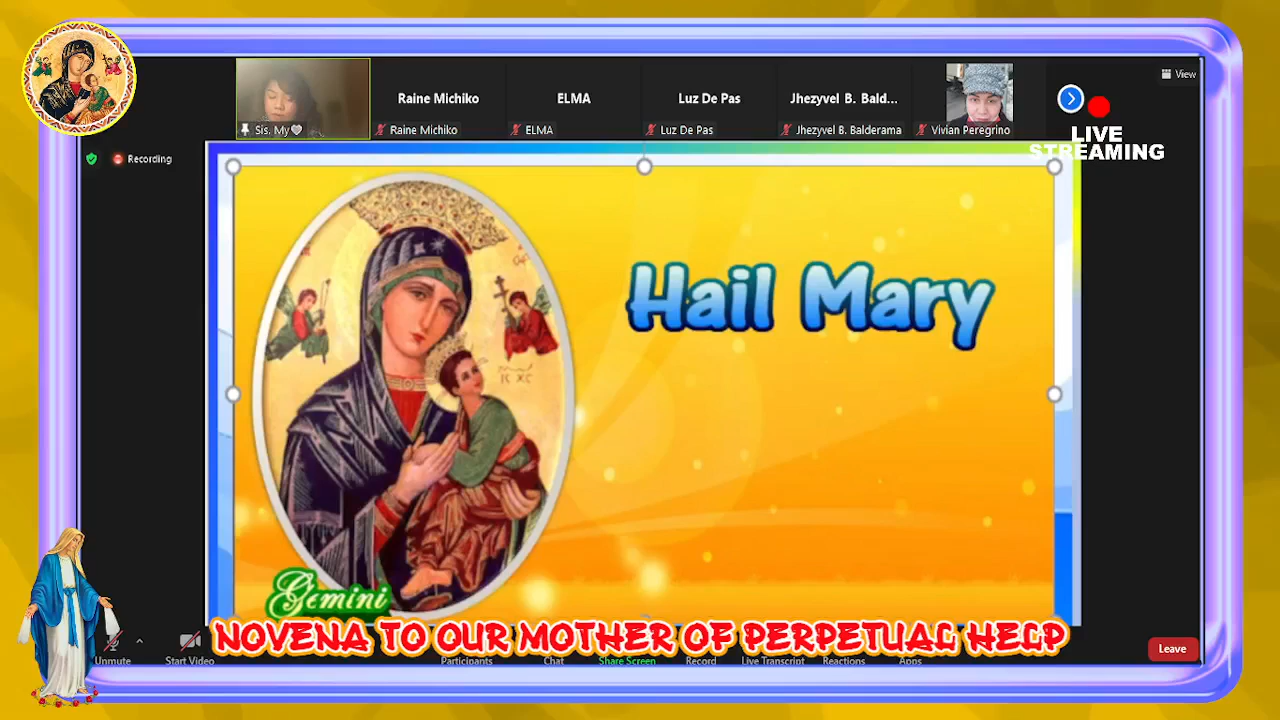 View
Raine Michiko
ELMA
Luz De Pas
Jhezyvel B. Bald...
Sis. My🤍
Raine Michiko
ELMA
Luz De Pas
Jhezyvel B. Balderama
Vivian Peregrino
LIVE
STREAMING
Recording
Hail Mary
IC XC
Gemini
NOVENA TO OUR MOTHER OF PERPETUAL HELP
Unmute
Start Video
Participants
Chat
Share Screen
Record
Live Transcript
Reactions
Apps
Leave